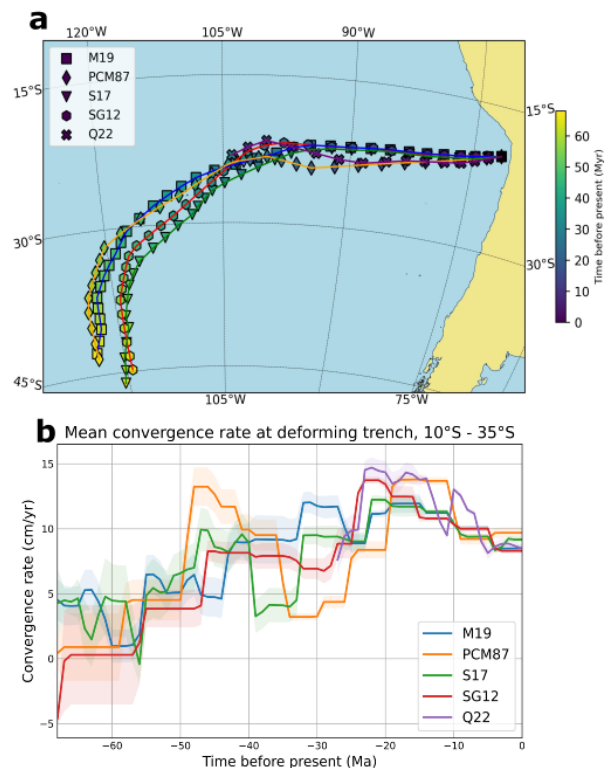 a
120°W 105°W 90°W
M19
PCM87
S17
SG12
Q22
15°S
15°S
30°S
30°S
45°S
105°W 75°W
60
50
40
30
20
10
0
Time before present (Myr)
b Mean convergence rate at deforming trench, 10°S - 35°S
15
10
5
0
−5
Convergence rate (cm/yr)
M19
PCM87
S17
SG12
Q22
−60 −50 −40 −30 −20 −10 0
Time before present (Ma)